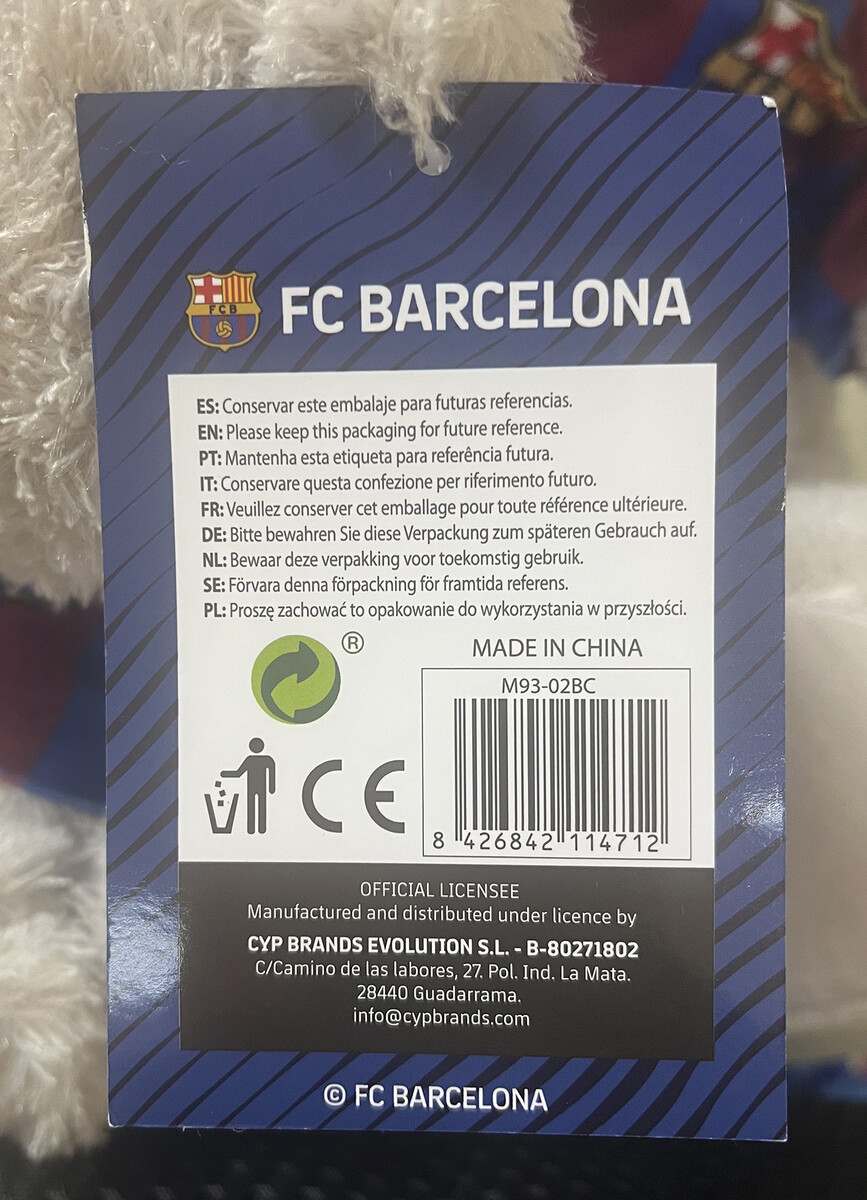 FCB
FC BARCELONA
ES: Conservar este embalaje para futuras referencias.
EN: Please keep this packaging for future reference.
PT: Mantenha esta etiqueta para referência futura.
IT: Conservare questa confezione per riferimento futuro.
FR: Veuillez conserver cet emballage pour toute référence ultérieure.
DE: Bitte bewahren Sie diese Verpackung zum späteren Gebrauch auf.
NL: Bewaar deze verpakking voor toekomstig gebruik.
SE: Förvara denna förpackning för framtida referens.
PL: Proszę zachować to opakowanie do wykorzystania w przyszłości.
®
MADE IN CHINA
M93-02BC
CE
8 426842 114712
OFFICIAL LICENSEE
Manufactured and distributed under licence by
CYP BRANDS EVOLUTION S.L. - B-80271802
C/Camino de las labores, 27. Pol. Ind. La Mata.
28440 Guadarrama.
info@cypbrands.com
© FC BARCELONA